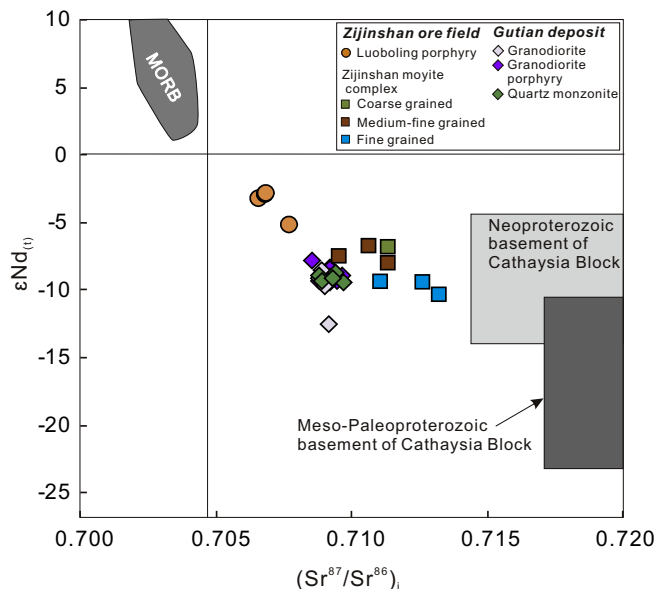 10
5
0
-5
-10
-15
-20
-25
εNd(t)
MORB
Zijinshan ore field
Luoboling porphyry
Zijinshan moyite
complex
Coarse grained
Medium-fine grained
Fine grained
Gutian deposit
Granodiorite
Granodiorite
porphyry
Quartz monzonite
Neoproterozoic
basement of
Cathaysia Block
Meso-Paleoproterozoic
basement of Cathaysia Block
0.700
0.705
0.710
0.715
0.720
(Sr⁸⁷/Sr⁸⁶)i